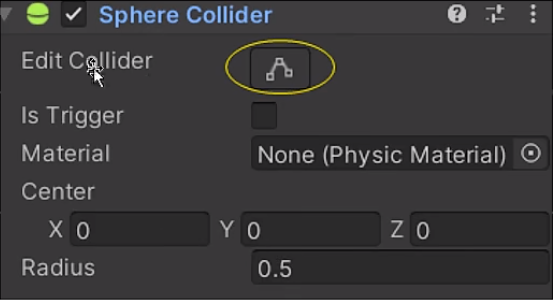 Sphere Collider
Edit Collider
Is Trigger
Material None (Physic Material)
Center
X 0 Y 0 Z 0
Radius 0.5